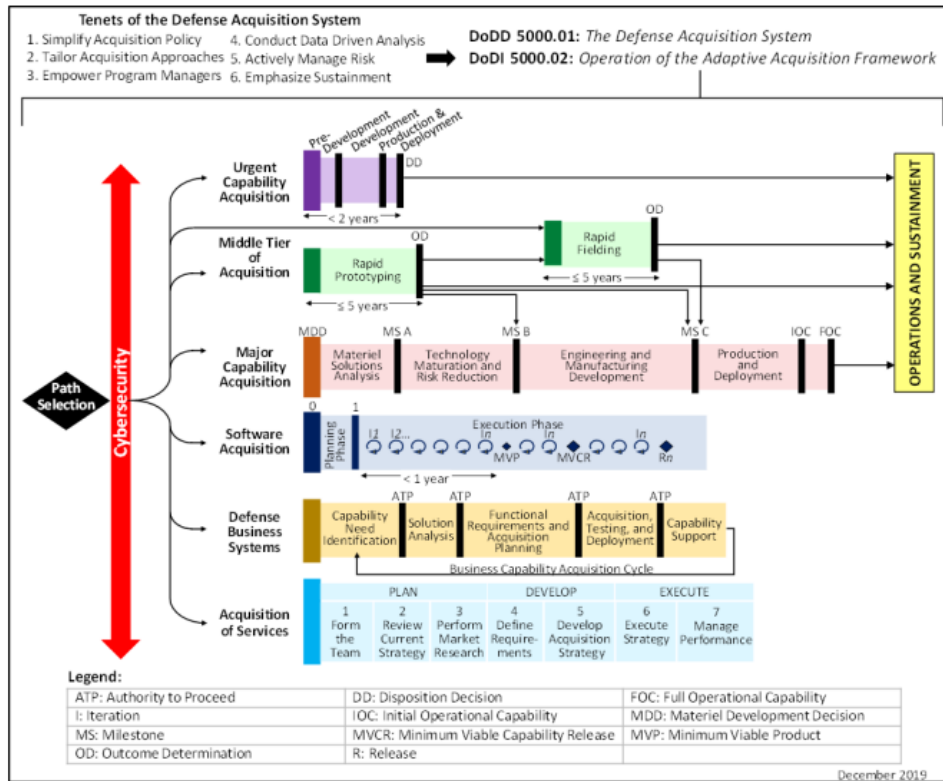 Tenets of the Defense Acquisition System
1. Simplify Acquisition Policy
4. Conduct Data Driven Analysis
2. Tailor Acquisition Approaches
5. Actively Manage Risk
3. Empower Program Managers
6. Emphasize Sustainment
DoDD 5000.01: The Defense Acquisition System
DoDI 5000.02: Operation of the Adaptive Acquisition Framework
Path
Selection
Cybersecurity
OPERATIONS AND SUSTAINMENT
Urgent
Capability
Acquisition
Pre-
Development
Development
Production &
Deployment
DD
< 2 years
Middle Tier
of
Acquisition
Rapid
Prototyping
OD
≤ 5 years
Rapid
Fielding
OD
≤ 5 years
Major
Capability
Acquisition
MDD
MS A
MS B
MS C
IOC
FOC
Materiel
Solutions
Analysis
Technology
Maturation and
Risk Reduction
Engineering and
Manufacturing
Development
Production
and
Deployment
Software
Acquisition
0
1
Planning
Phase
Execution Phase
I1
I2...
In
In
In
MVP
MVCR
Rn
< 1 year
Defense
Business
Systems
ATP
ATP
ATP
ATP
Capability
Need
Identification
Solution
Analysis
Functional
Requirements and
Acquisition
Planning
Acquisition,
Testing, and
Deployment
Capability
Support
Business Capability Acquisition Cycle
Acquisition
of Services
PLAN
DEVELOP
EXECUTE
1
Form
the
Team
2
Review
Current
Strategy
3
Perform
Market
Research
4
Define
Require-
ments
5
Develop
Acquisition
Strategy
6
Execute
Strategy
7
Manage
Performance
Legend:
ATP: Authority to Proceed
DD: Disposition Decision
FOC: Full Operational Capability
I: Iteration
IOC: Initial Operational Capability
MDD: Materiel Development Decision
MS: Milestone
MVCR: Minimum Viable Capability Release
MVP: Minimum Viable Product
OD: Outcome Determination
R: Release
December 2019